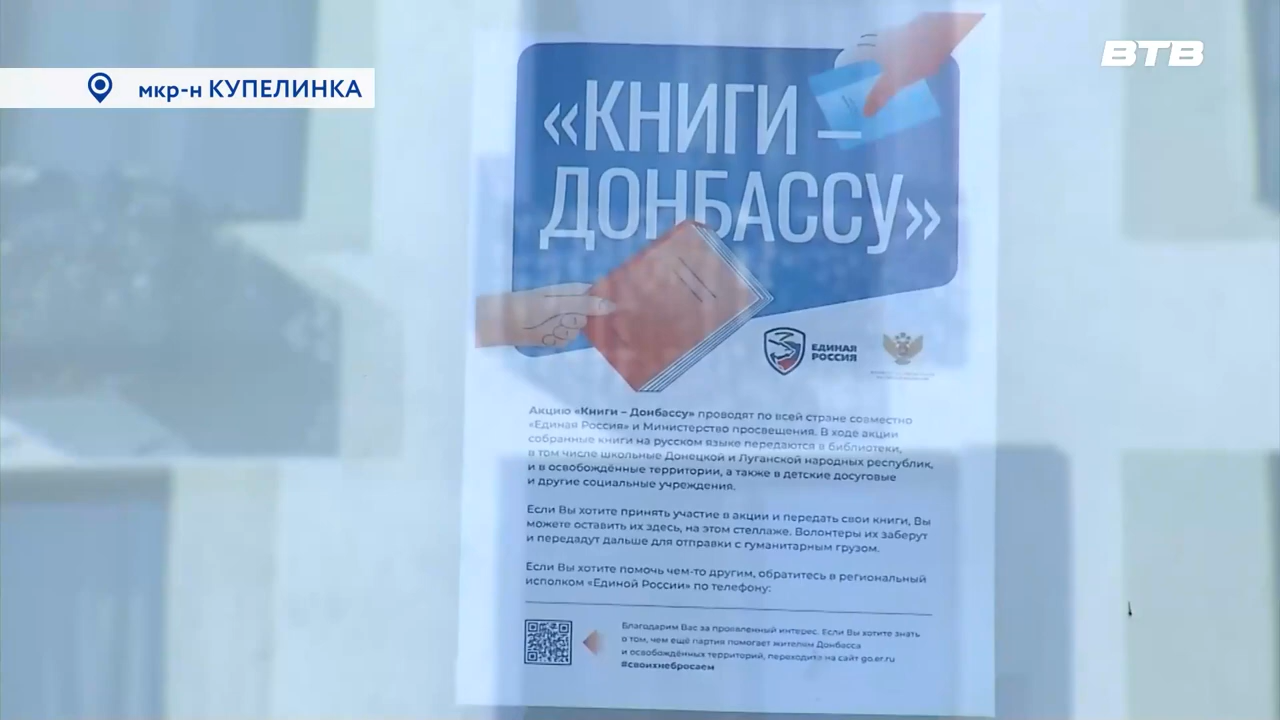 мкр-н КУПЕЛИНКА
ВТВ
«КНИГИ –
ДОНБАССУ»
ЕДИНАЯ
РОССИЯ
Акцию «Книги – Донбассу» проводят по всей стране совместно
«Единая Россия» и Министерство просвещения. В ходе акции
собранные книги на русском языке передаются в библиотеки,
в том числе школьные Донецкой и Луганской народных республик,
и в освобождённые территории, а также в детские досуговые
и другие социальные учреждения.
Если Вы хотите принять участие в акции и передать свои книги, Вы
можете оставить их здесь, на этом стеллаже. Волонтеры их заберут
и передадут дальше для отправки с гуманитарным грузом.
Если Вы хотите помочь чем-то другим, обратитесь в региональный
исполком «Единой России» по телефону:
Благодарим Вас за проявленный интерес. Если Вы хотите знать
о том, чем ещё партия помогает жителям Донбасса
и освобождённых территорий, переходите на сайт go.er.ru
#своихнебросаем